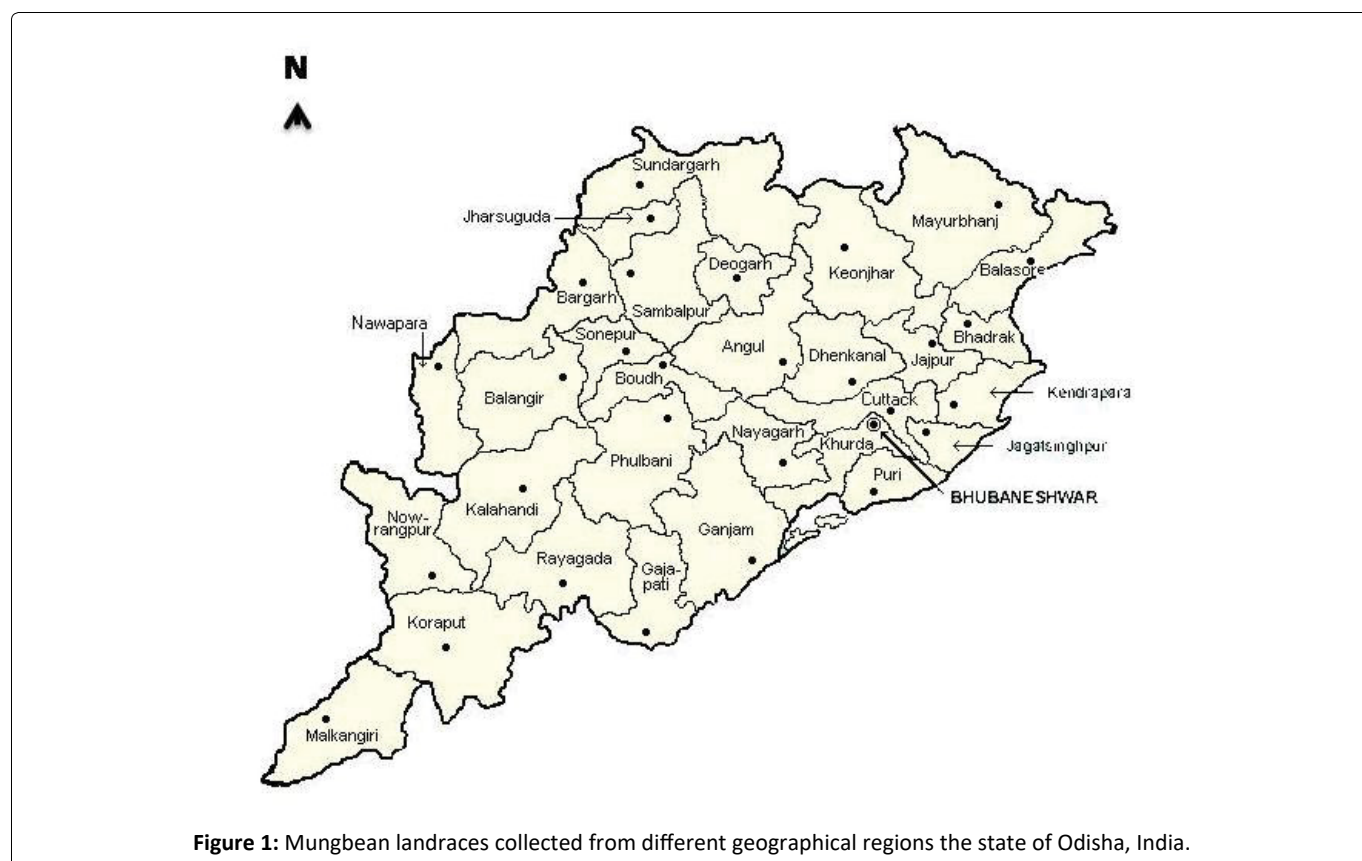 N
Sundargarh
Jharsuguda
Mayurbhanj
Deogarh
Keonjhar
Balasore
Bargarh
Sambalpur
Nawapara
Sonepur
Angul
Dhenkanal
Bhadrak
Jajpur
Boudh
Balangir
Cuttack
Kendrapara
Nayagarh
Khurda
Jagatsinghpur
Phulbani
Puri
BHUBANESHWAR
Kalahandi
Now-
rangpur
Ganjam
Rayagada
Gaja-
pati
Koraput
Malkangiri
Figure 1: Mungbean landraces collected from different geographical regions the state of Odisha, India.